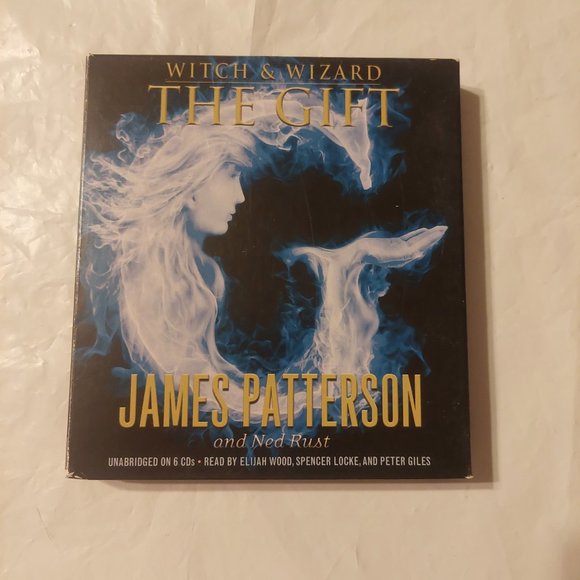 WITCH & WIZARD
THE GIFT
JAMES PATTERSON
and Ned Rust
UNABRIDGED ON 6 CDs • READ BY ELIJAH WOOD, SPENCER LOCKE, AND PETER GILES